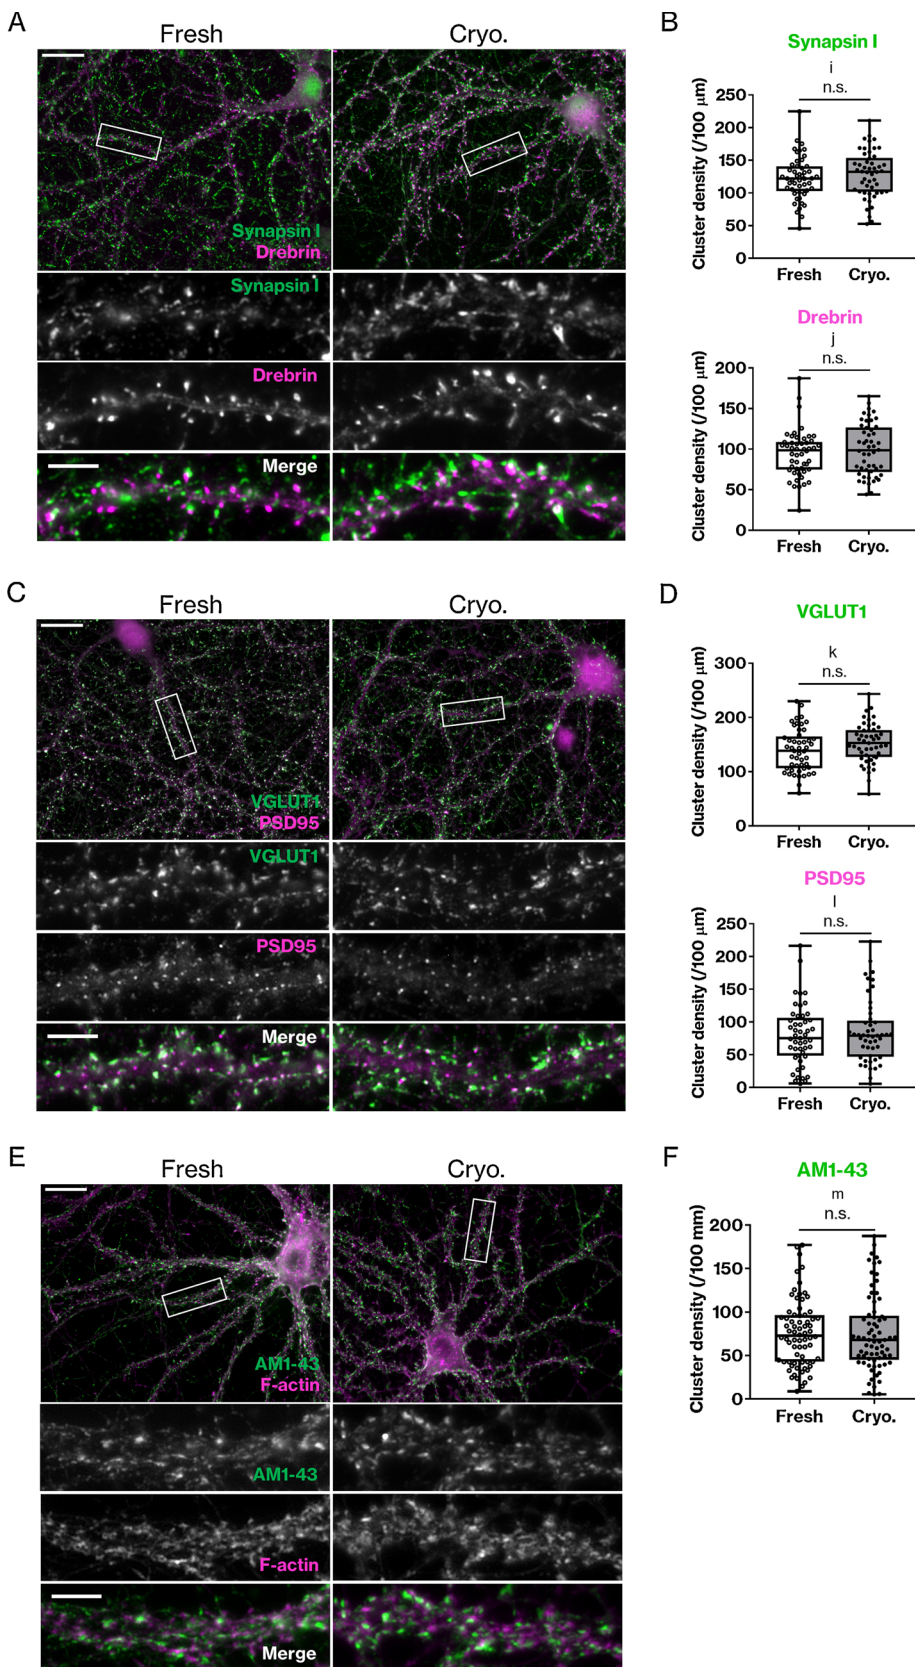 A
Fresh
Cryo.
Synapsin I
Drebrin
Synapsin I
Drebrin
Merge
B
Synapsin I
i
n.s.
Cluster density (/100 μm)
250
200
150
100
50
0
Fresh
Cryo.
Drebrin
j
n.s.
Cluster density (/100 μm)
200
150
100
50
0
Fresh
Cryo.
C
Fresh
Cryo.
VGLUT1
PSD95
VGLUT1
PSD95
Merge
D
VGLUT1
k
n.s.
Cluster density (/100 μm)
300
200
100
0
Fresh
Cryo.
PSD95
l
n.s.
Cluster density (/100 μm)
250
200
150
100
50
0
Fresh
Cryo.
E
Fresh
Cryo.
AM1-43
F-actin
AM1-43
F-actin
Merge
F
AM1-43
m
n.s.
Cluster density (/100 mm)
200
150
100
50
0
Fresh
Cryo.